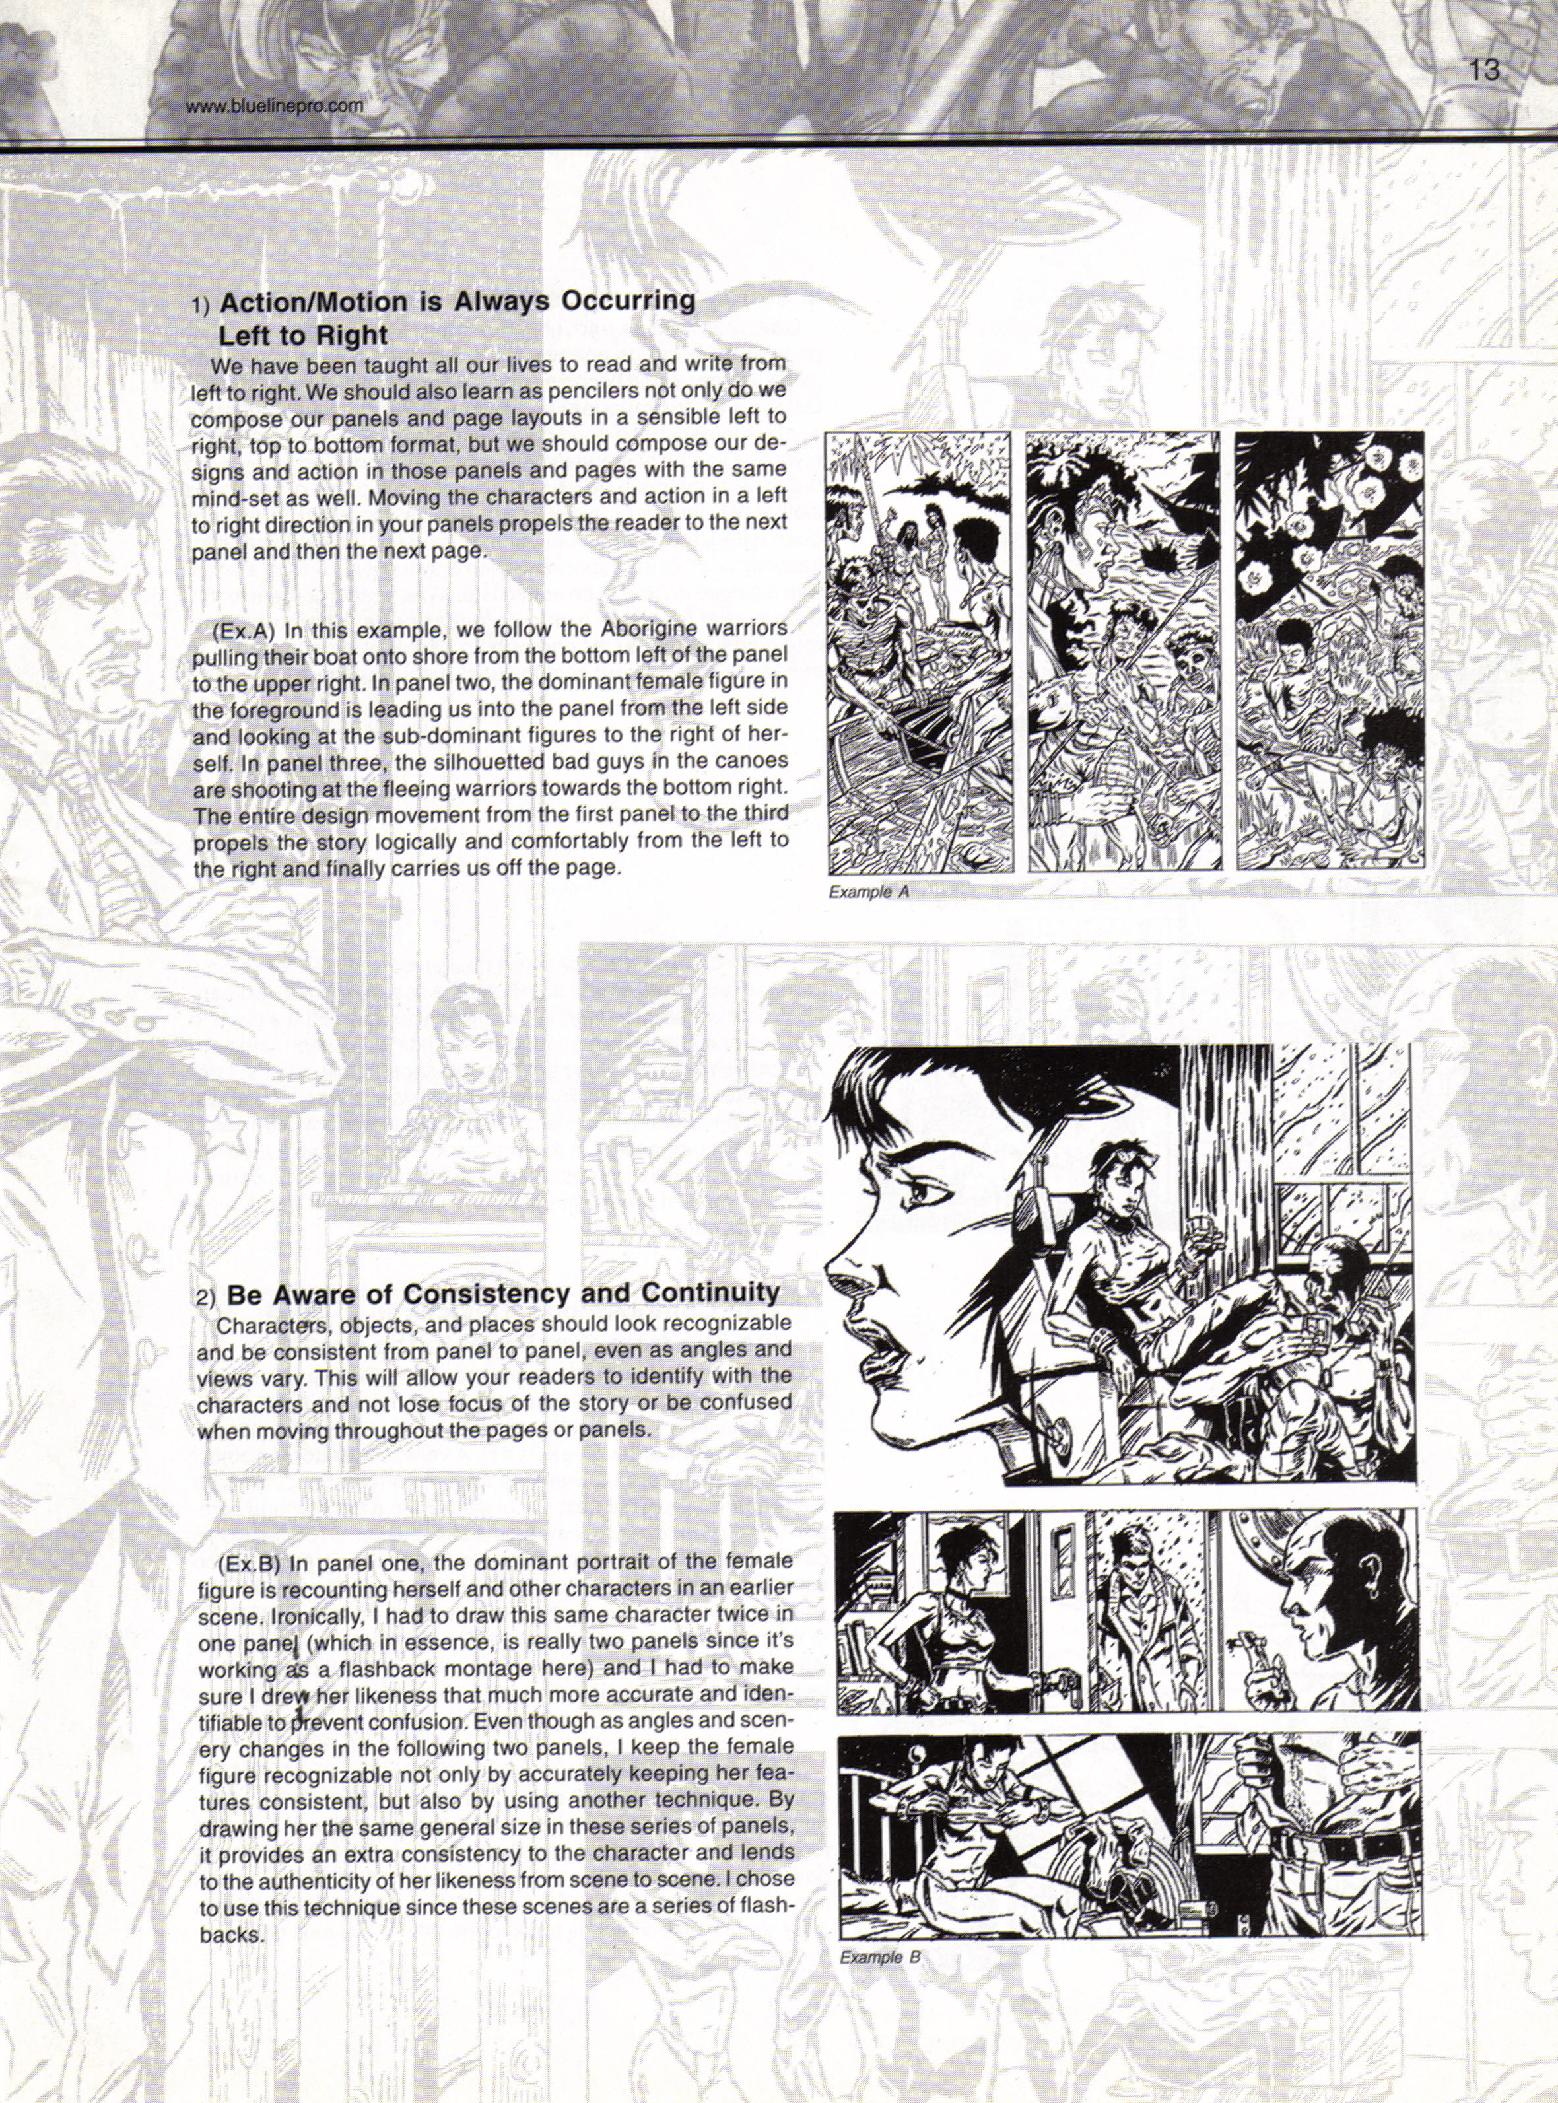 13
www.bluelinepro.com
1) Action/Motion is Always Occurring
Left to Right
We have been taught all our lives to read and write from
left to right. We should also learn as pencilers not only do we
compose our panels and page layouts in a sensible left to
right, top to bottom format, but we should compose our de-
signs and action in those panels and pages with the same
mind-set as well. Moving the characters and action in a left
to right direction in your panels propels the reader to the next
panel and then the next page.
(Ex.A) In this example, we follow the Aborigine warriors
pulling their boat onto shore from the bottom left of the panel
to the upper right. In panel two, the dominant female figure in
the foreground is leading us into the panel from the left side
and looking at the sub-dominant figures to the right of her-
self. In panel three, the silhouetted bad guys in the canoes
are shooting at the fleeing warriors towards the bottom right.
The entire design movement from the first panel to the third
propels the story logically and comfortably from the left to
the right and finally carries us off the page.
Example A
2) Be Aware of Consistency and Continuity
Characters, objects, and places should look recognizable
and be consistent from panel to panel, even as angles and
views vary. This will allow your readers to identify with the
characters and not lose focus of the story or be confused
when moving throughout the pages or panels.
(Ex.B) In panel one, the dominant portrait of the female
figure is recounting herself and other characters in an earlier
scene. Ironically, I had to draw this same character twice in
one panel (which in essence, is really two panels since it's
working as a flashback montage here) and I had to make
sure I drew her likeness that much more accurate and iden-
tifiable to prevent confusion. Even though as angles and scen-
ery changes in the following two panels, I keep the female
figure recognizable not only by accurately keeping her fea-
tures consistent, but also by using another technique. By
drawing her the same general size in these series of panels,
it provides an extra consistency to the character and lends
to the authenticity of her likeness from scene to scene. I chose
to use this technique since these scenes are a series of flash-
backs.
Example B